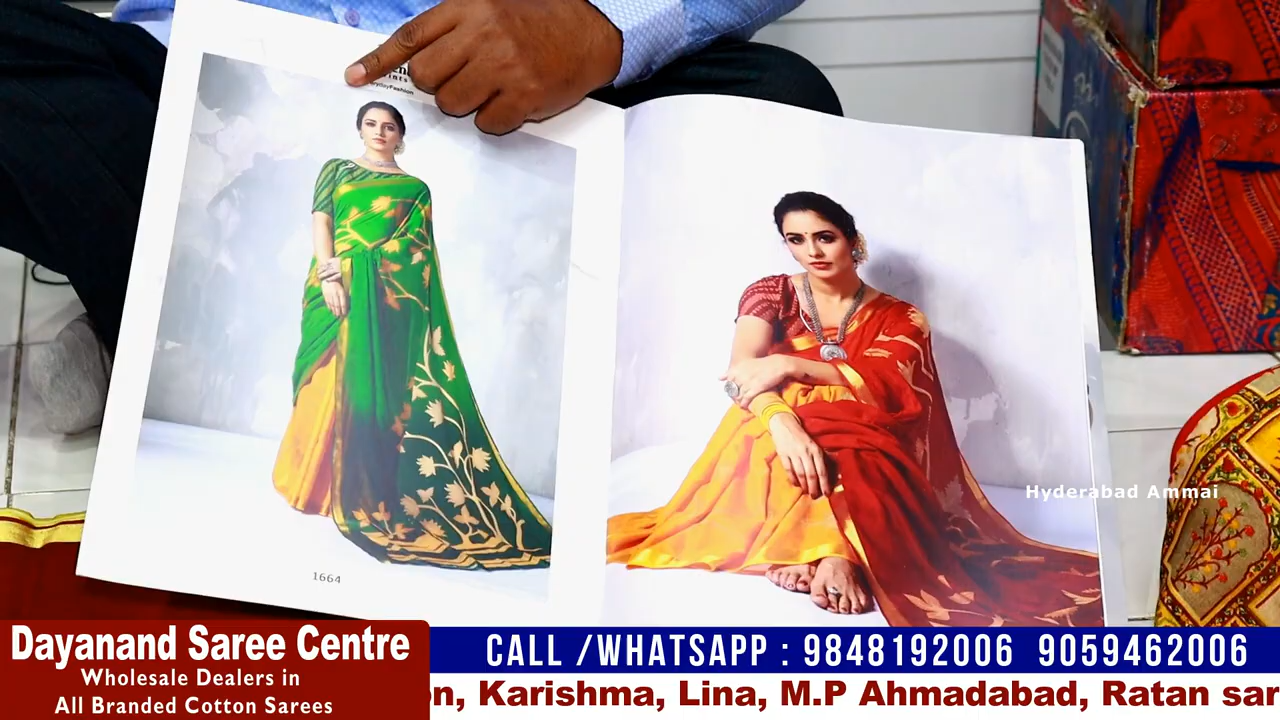 1664
Hyderabad Ammai
Dayanand Saree Centre
Wholesale Dealers in
All Branded Cotton Sarees
CALL /WHATSAPP : 9848192006 9059462006
Karishma, Lina, M.P Ahmadabad, Ratan